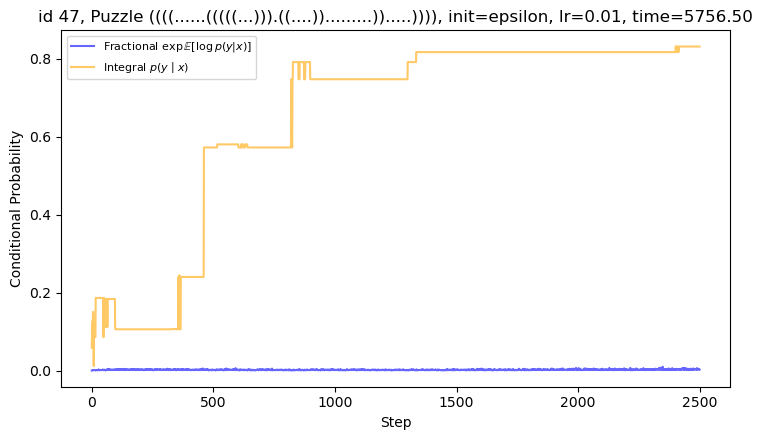 id 47, Puzzle ((((......(((((...))).((....)).........)).....)))), init=epsilon, lr=0.01, time=5756.50
Fractional exp𝔼[log p(y|x)]
Integral p(y | x)
Conditional Probability
0.8
0.6
0.4
0.2
0.0
0
500
1000
1500
2000
2500
Step